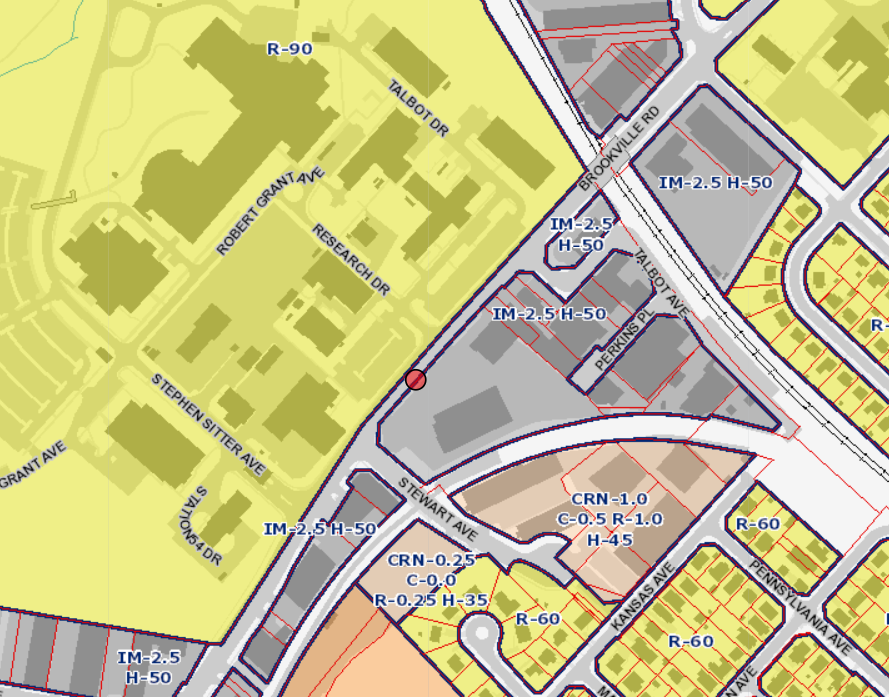 R-90
TALBOT DR
BROOKVILLE RD
ROBERT GRANT AVE
IM-2.5 H-50
IM-2.5
H-50
RESEARCH DR
TALBOT AVE
IM-2.5 H-50
PERKINS PL
R-
STEPHEN SITTER AVE
GRANT AVE
STATION54 DR
STEWART AVE
CRN-1.0
C-0.5 R-1.0
H-45
IM-2.5 H-50
R-60
CRN-0.25
C-0.0
R-0.25 H-35
KANSAS AVE
PENNSYLVANIA AVE
R-60
R-60
IM-2.5
H-50
AVE